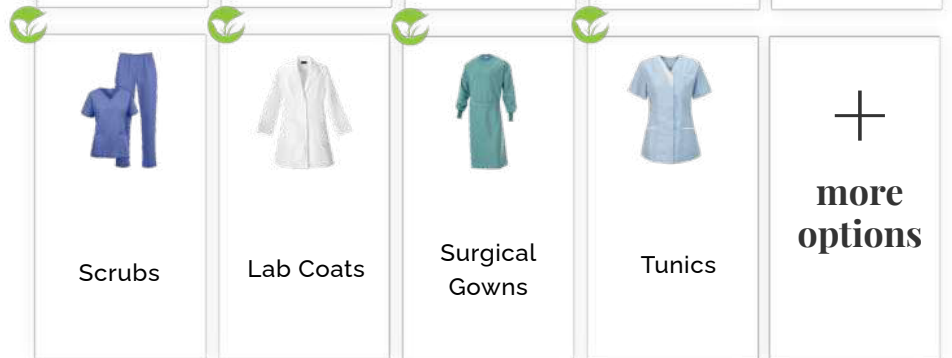 Scrubs
Lab Coats
Surgical
Gowns
Tunics
+
more
options